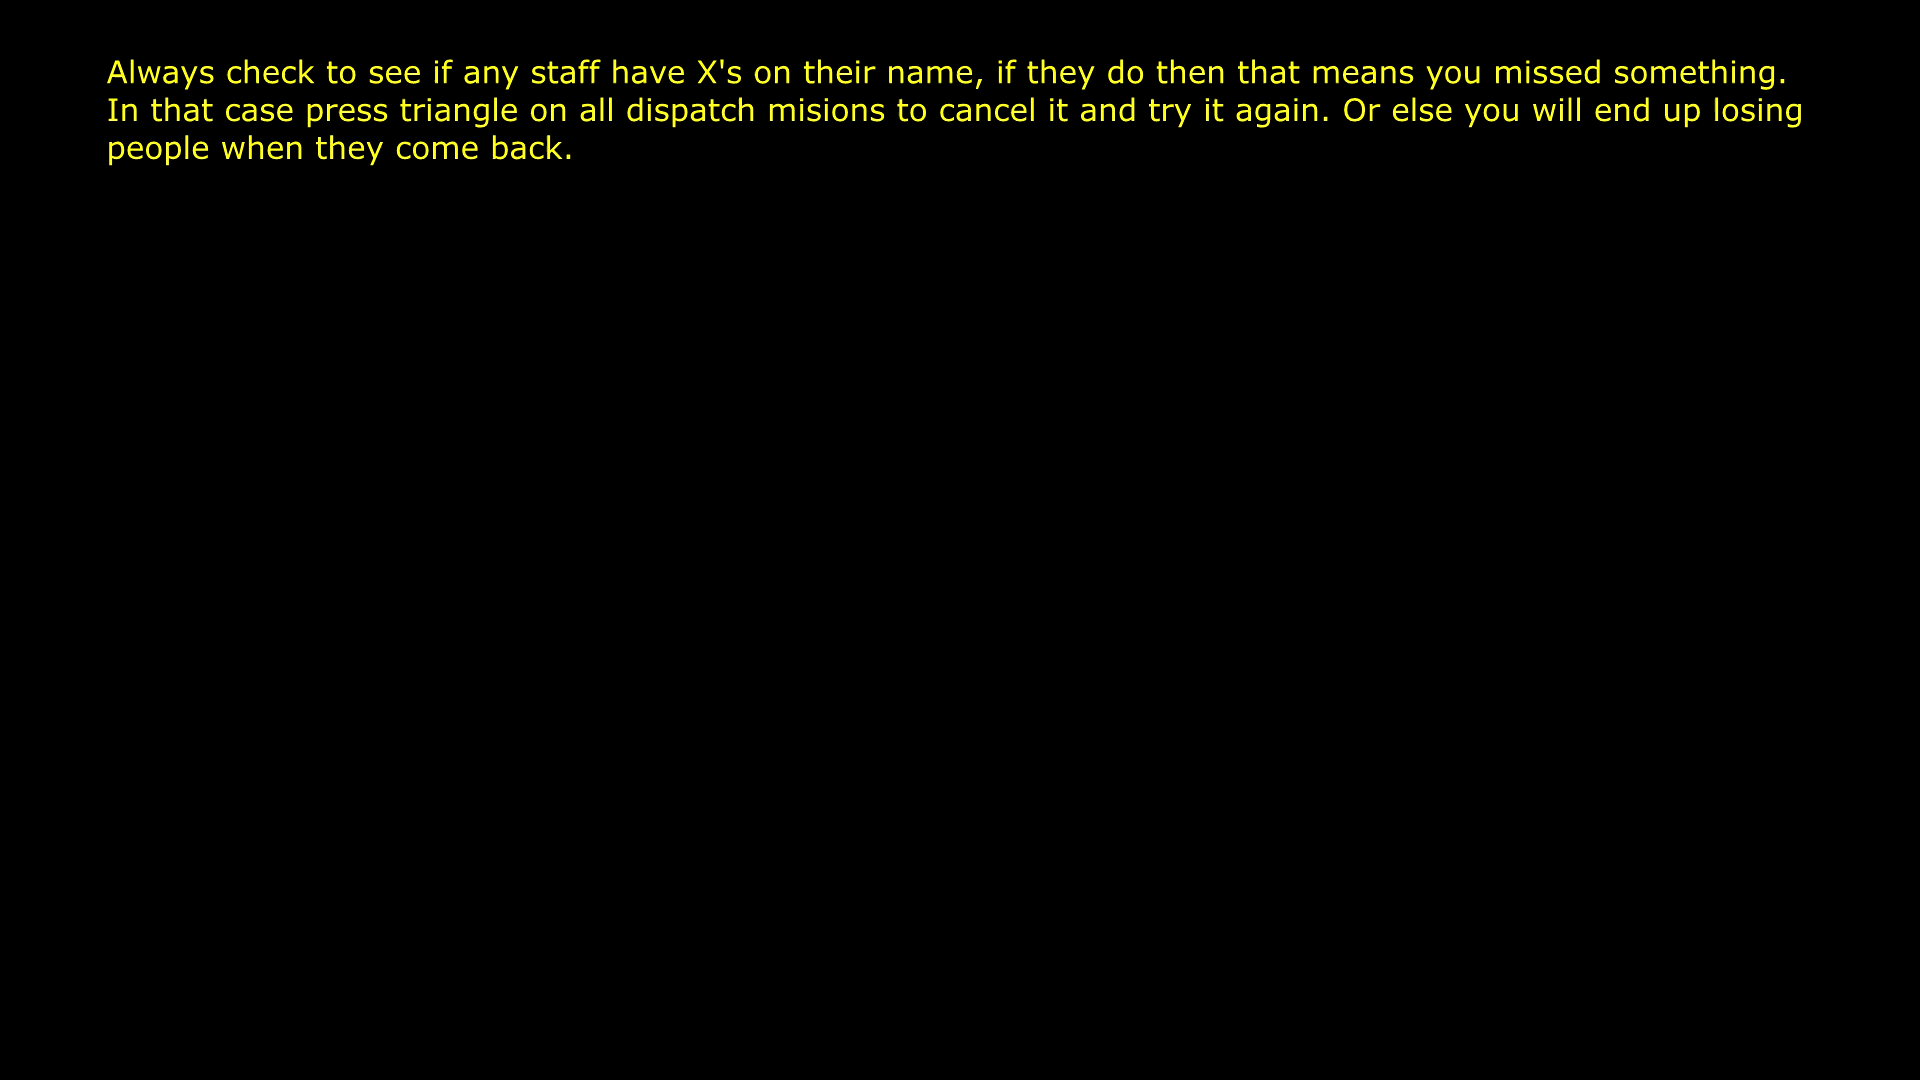 Always check to see if any staff have X's on their name, if they do then that means you missed something.
In that case press triangle on all dispatch misions to cancel it and try it again. Or else you will end up losing
people when they come back.